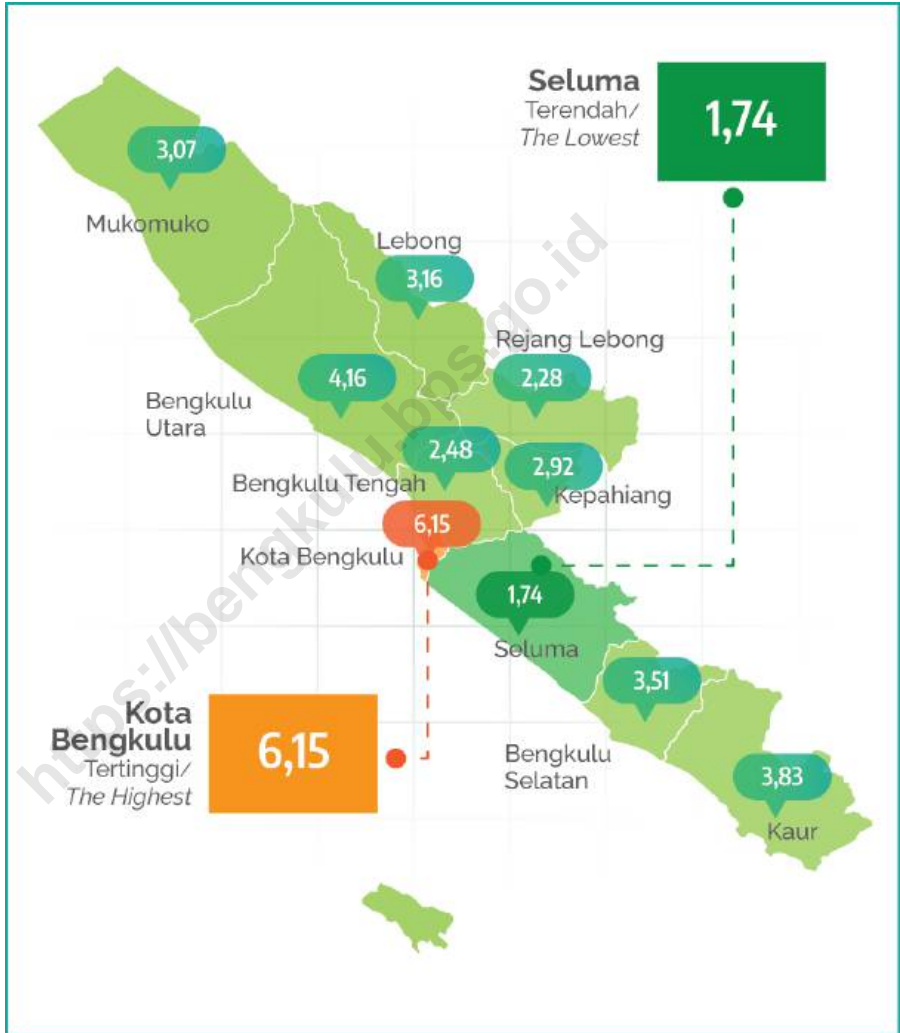 Seluma
Terendah/
The Lowest
1,74
3,07
Mukomuko
Lebong
3,16
Rejang Lebong
2,28
4,16
Bengkulu
Utara
2,48
Bengkulu Tengah
2,92
Kepahiang
6,15
Kota Bengkulu
1,74
Seluma
3,51
Bengkulu
Selatan
3,83
Kaur
Kota
Bengkulu
Tertinggi/
The Highest
6,15
https://bengkulu.bps.go.id